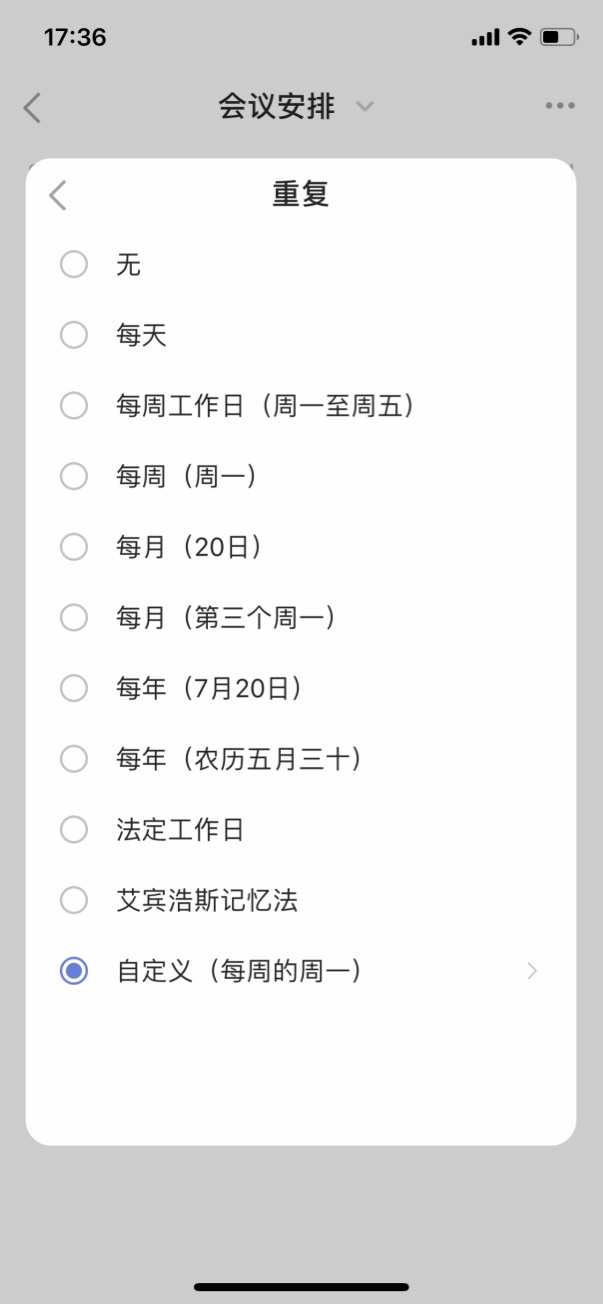 17:36
会议安排
重复
无
每天
每周工作日（周一至周五）
每周（周一）
每月（20日）
每月（第三个周一）
每年（7月20日）
每年（农历五月三十）
法定工作日
艾宾浩斯记忆法
自定义（每周的周一）